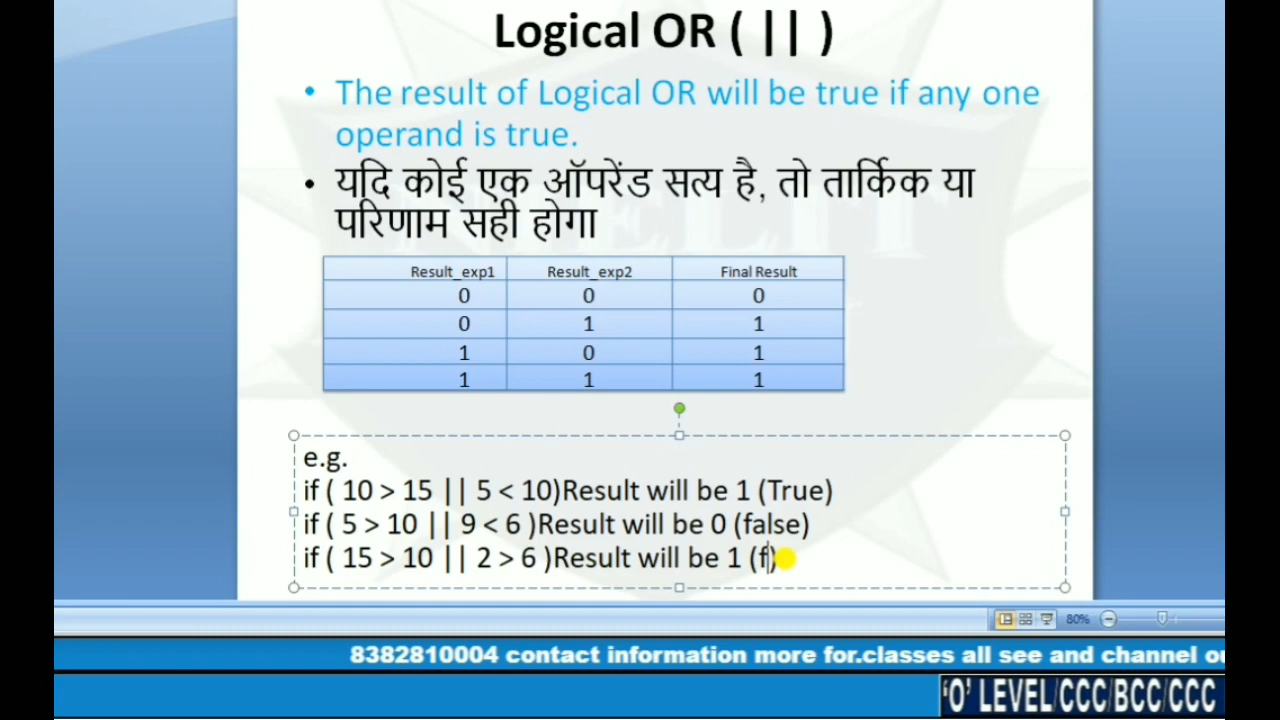 Logical OR ( || )
• The result of Logical OR will be true if any one
operand is true.
• यदि कोई एक ऑपरेंड सत्य है, तो तार्किक या
परिणाम सही होगा
Result_exp1 Result_exp2 Final Result
0 0 0
0 1 1
1 0 1
1 1 1
e.g.
if ( 10 > 15 || 5 < 10)Result will be 1 (True)
if ( 5 > 10 || 9 < 6 )Result will be 0 (false)
if ( 15 > 10 || 2 > 6 )Result will be 1 (f)
80%
8382810004 contact information more for.classes all see and channel
'O' LEVEL/CCC/BCC/CCC